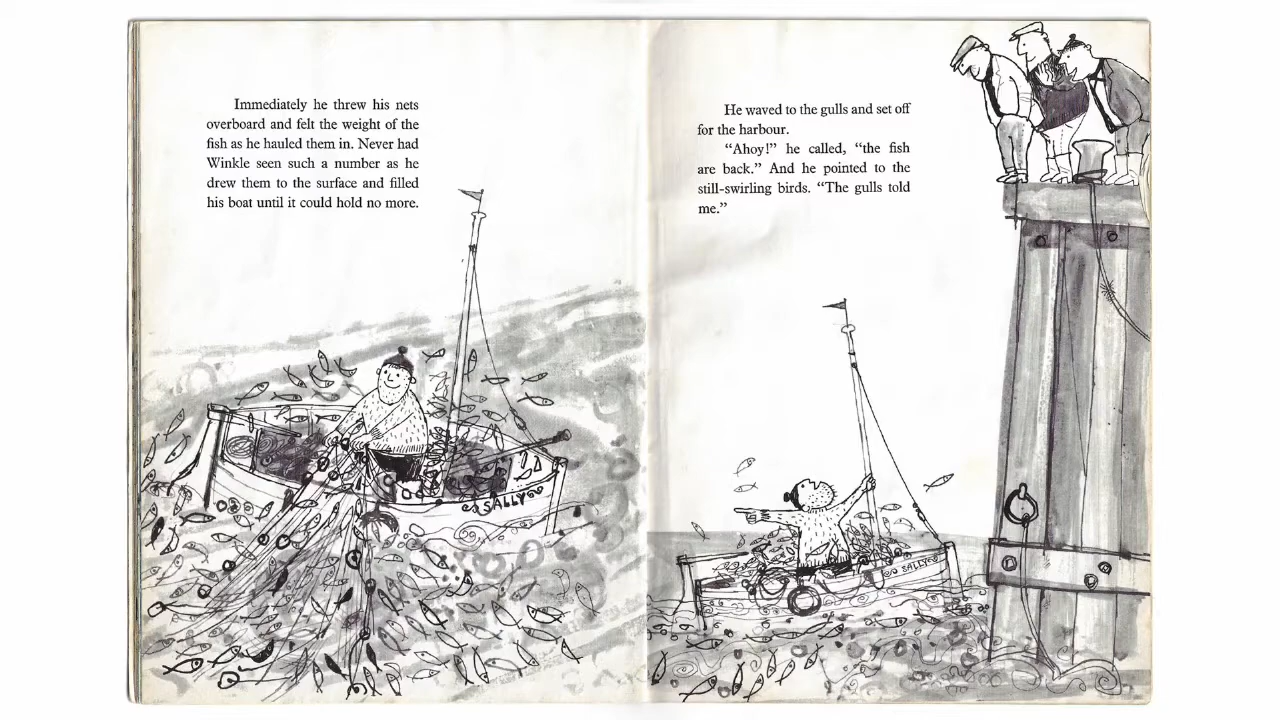 Immediately he threw his nets
overboard and felt the weight of the
fish as he hauled them in. Never had
Winkle seen such a number as he
drew them to the surface and filled
his boat until it could hold no more.
SALLY
He waved to the gulls and set off
for the harbour.
“Ahoy!” he called, “the fish
are back.” And he pointed to the
still-swirling birds. “The gulls told
me.”
SALLY